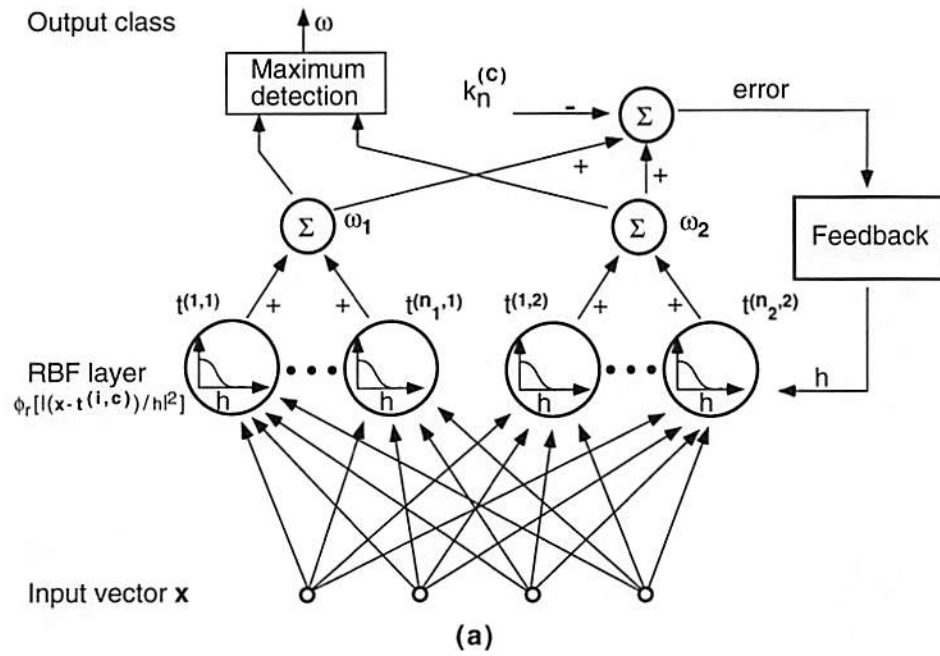 Output class
ω
Maximum
detection
k_n^(C)
-
Σ
error
+
+
Σ
ω₁
Σ
ω₂
Feedback
t^(1,1)
+
+
t^(n₁,1)
t^(1,2)
+
+
t^(n₂,2)
RBF layer
ϕ_r[|(x-t^(i,c))/h|²]
h
h
h
h
h
Input vector x
(a)